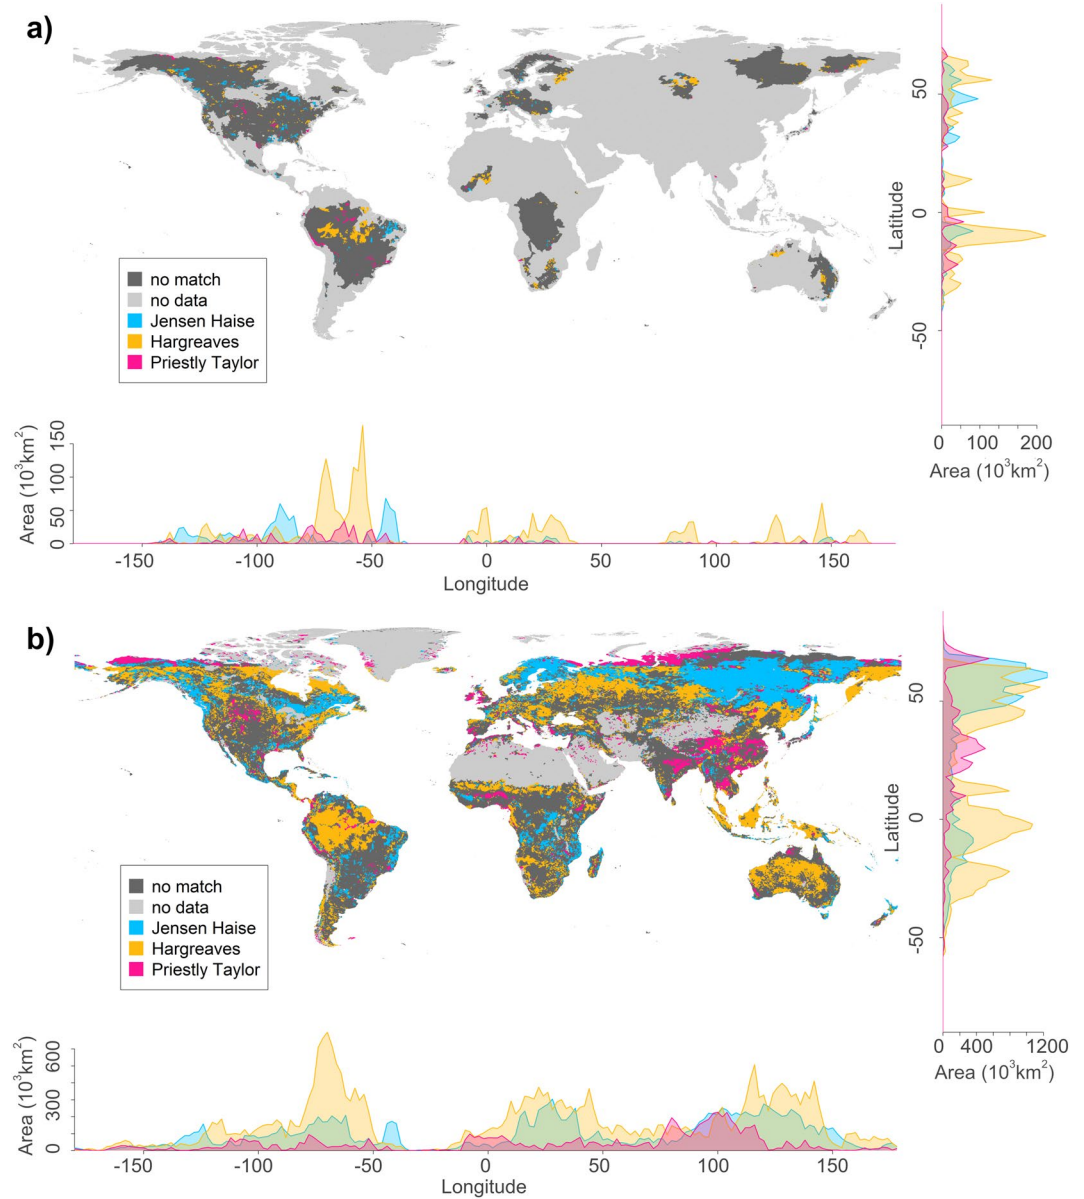 a)
50
0
-50
Latitude
0 100 200
Area (10³km²)
no match
no data
Jensen Haise
Hargreaves
Priestly Taylor
Area (10³km²)
150
100
50
0
-150 -100 -50 0 50 100 150
Longitude
b)
50
0
-50
Latitude
0 400 1200
Area (10³km²)
no match
no data
Jensen Haise
Hargreaves
Priestly Taylor
Area (10³km²)
600
300
0
-150 -100 -50 0 50 100 150
Longitude